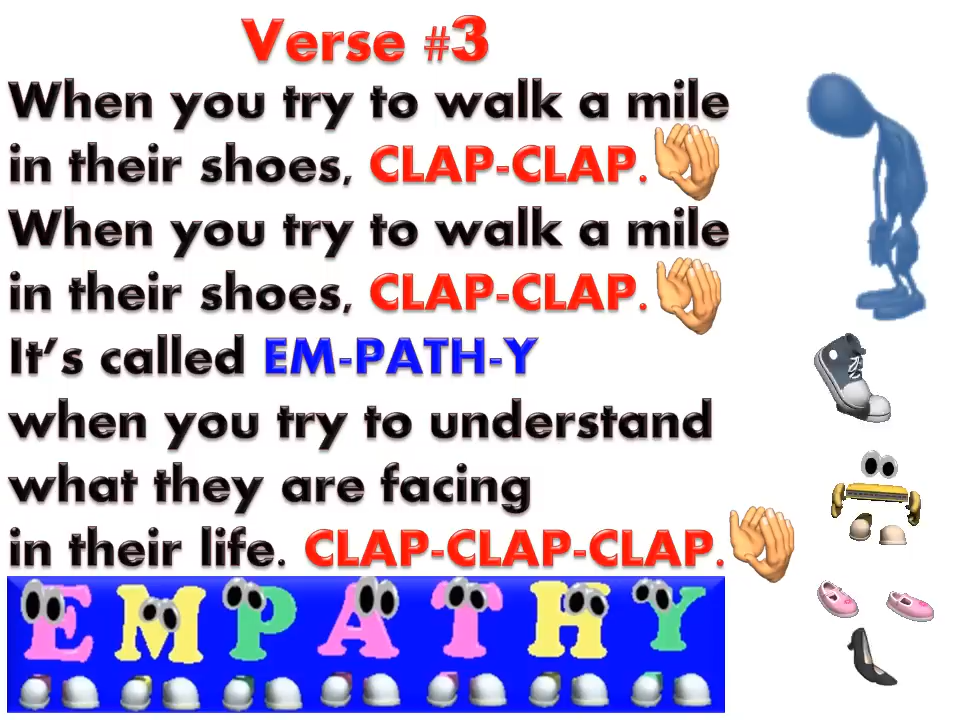 Verse #3
When you try to walk a mile
in their shoes, CLAP-CLAP.
When you try to walk a mile
in their shoes, CLAP-CLAP.
It's called EM-PATH-Y
when you try to understand
what they are facing
in their life. CLAP-CLAP-CLAP.
EMPATHY